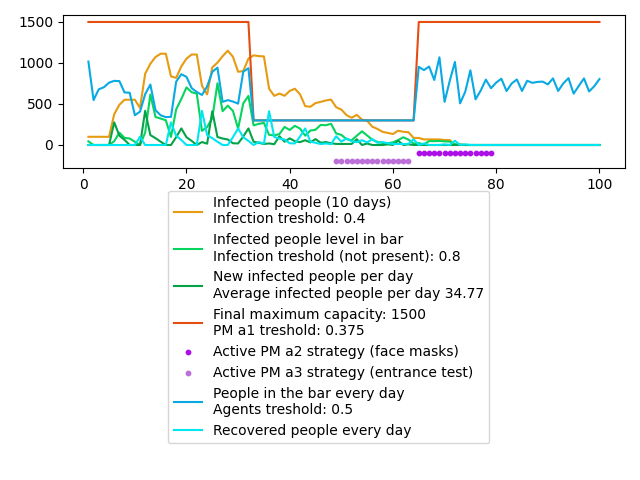 1500
1000
500
0
0 20 40 60 80 100
Infected people (10 days)
Infection treshold: 0.4
Infected people level in bar
Infection treshold (not present): 0.8
New infected people per day
Average infected people per day 34.77
Final maximum capacity: 1500
PM a1 treshold: 0.375
Active PM a2 strategy (face masks)
Active PM a3 strategy (entrance test)
People in the bar every day
Agents treshold: 0.5
Recovered people every day